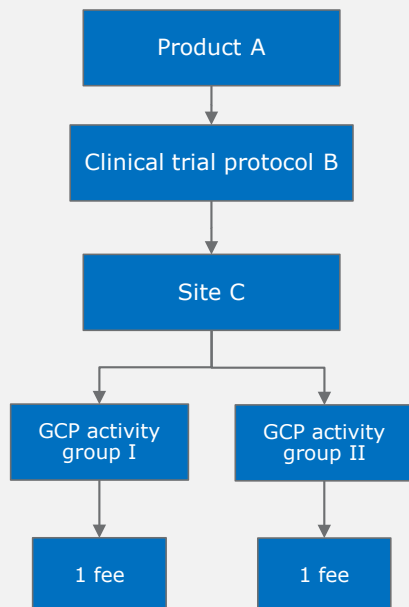 Product A
Clinical trial protocol B
Site C
GCP activity
group I
GCP activity
group II
1 fee
1 fee